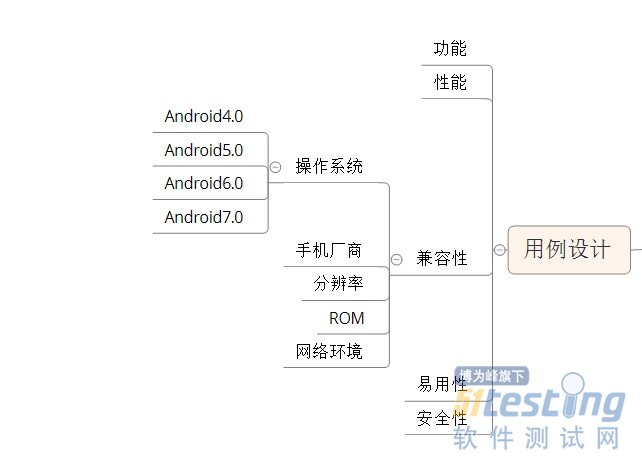 功能
性能
Android4.0
Android5.0
Android6.0
Android7.0
操作系统
手机厂商
分辨率
ROM
网络环境
兼容性
用例设计
易用性
安全性
博为峰旗下
51testing
软件测试网